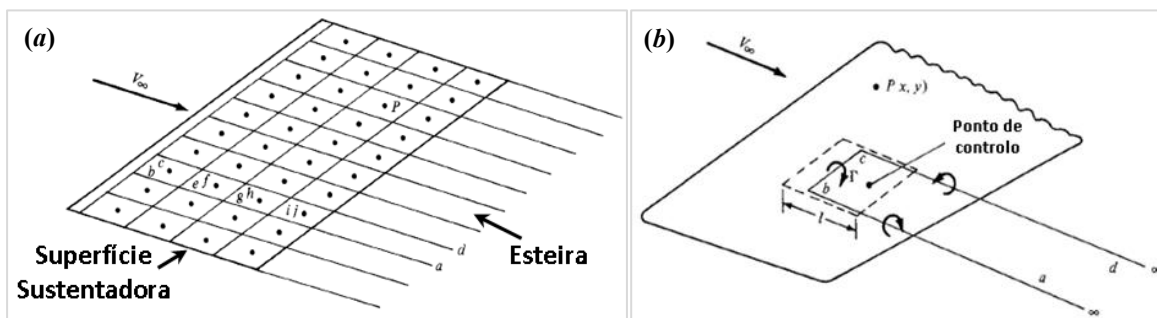 (a)
V∞
P
c
b
e f
g h
i j
d
a
Superfície
Sustentadora
Esteira
(b)
V∞
P x, y)
Ponto de
controlo
c
Γ
b
l
a
d
∞
∞